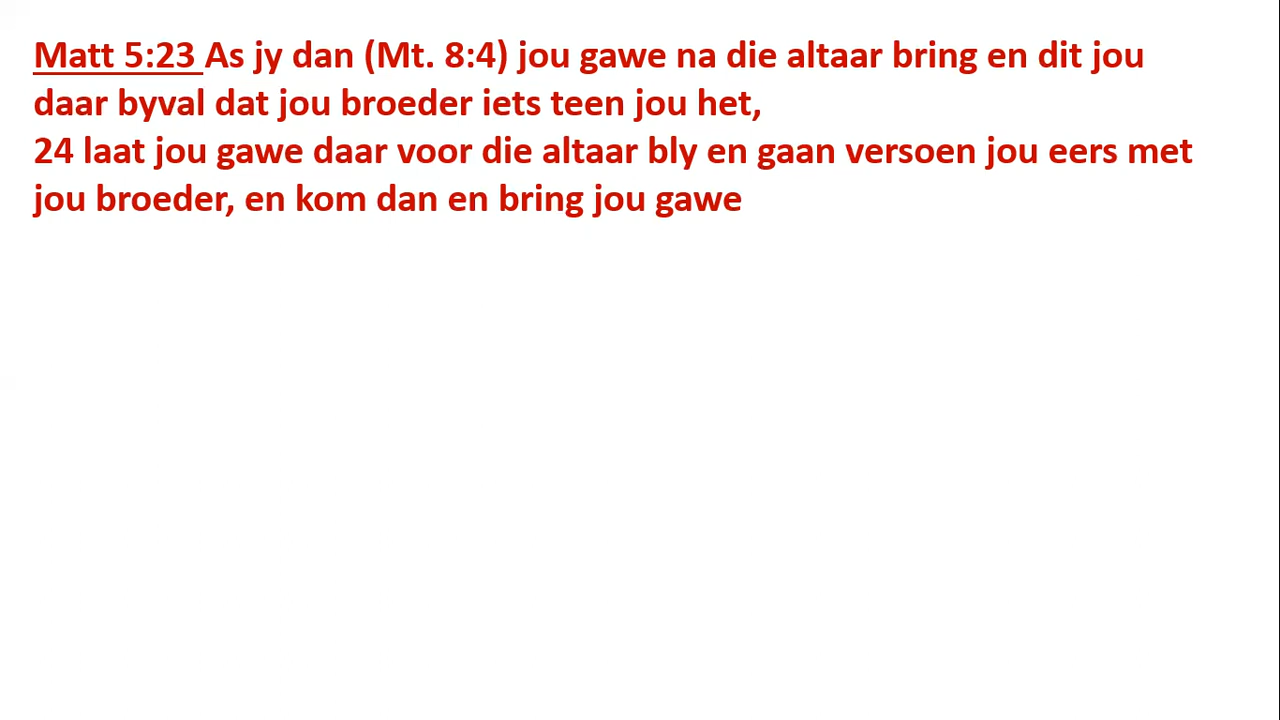 Matt 5:23 As jy dan (Mt. 8:4) jou gawe na die altaar bring en dit jou
daar byval dat jou broeder iets teen jou het,
24 laat jou gawe daar voor die altaar bly en gaan versoen jou eers met
jou broeder, en kom dan en bring jou gawe